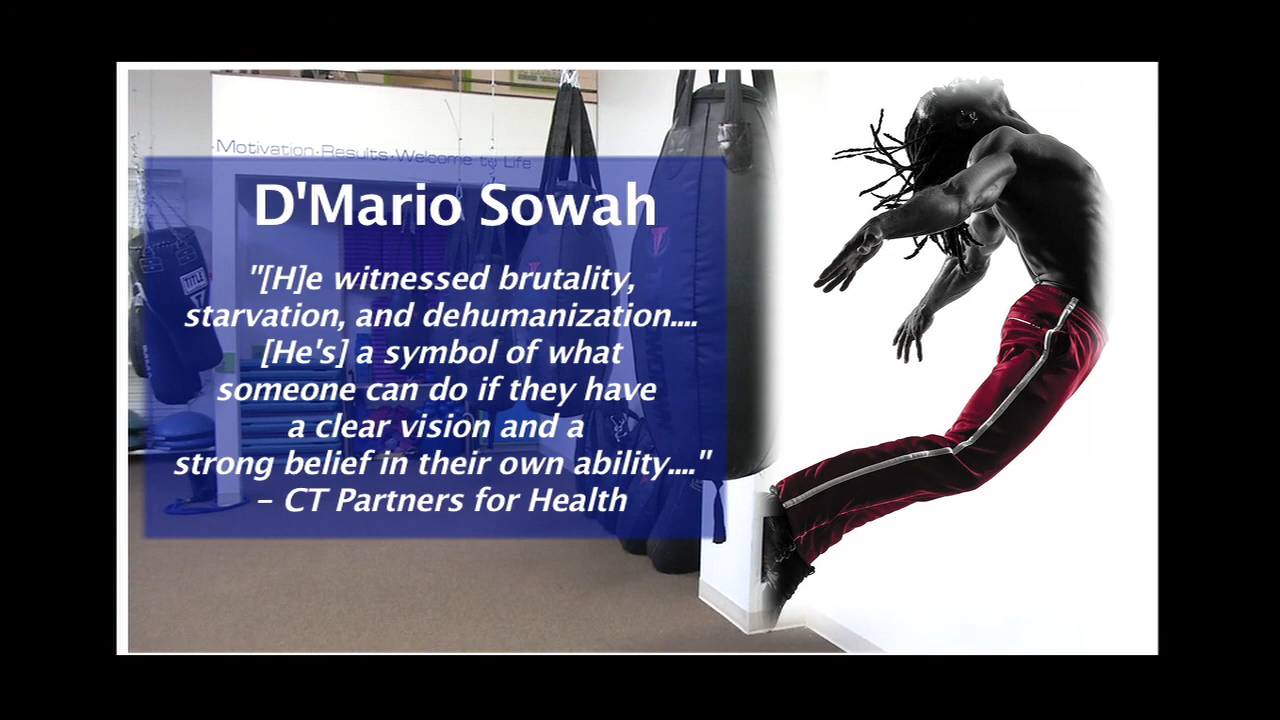 ·Motivation·Results·Welcome to Life
D'Mario Sowah
"[H]e witnessed brutality,
starvation, and dehumanization....
[He's] a symbol of what
someone can do if they have
a clear vision and a
strong belief in their own ability...."
– CT Partners for Health
TITLE